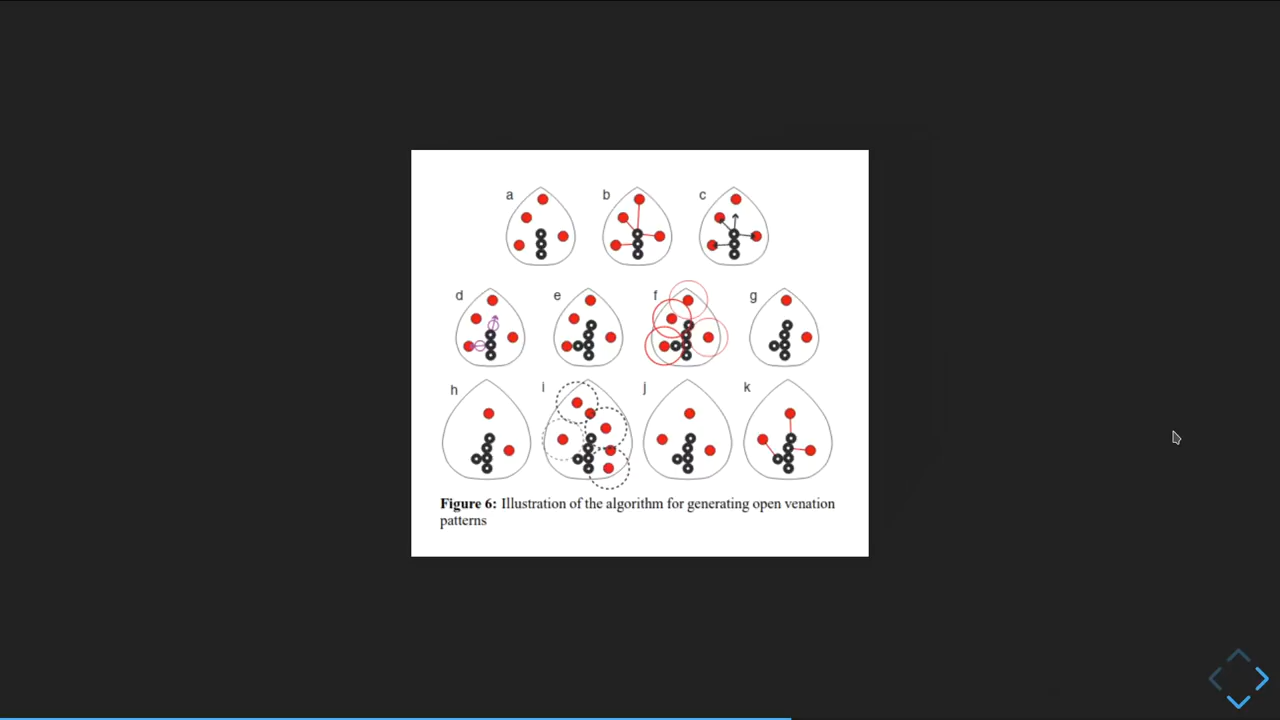 a b c
d e f g
h i j k
Figure 6: Illustration of the algorithm for generating open venation
patterns